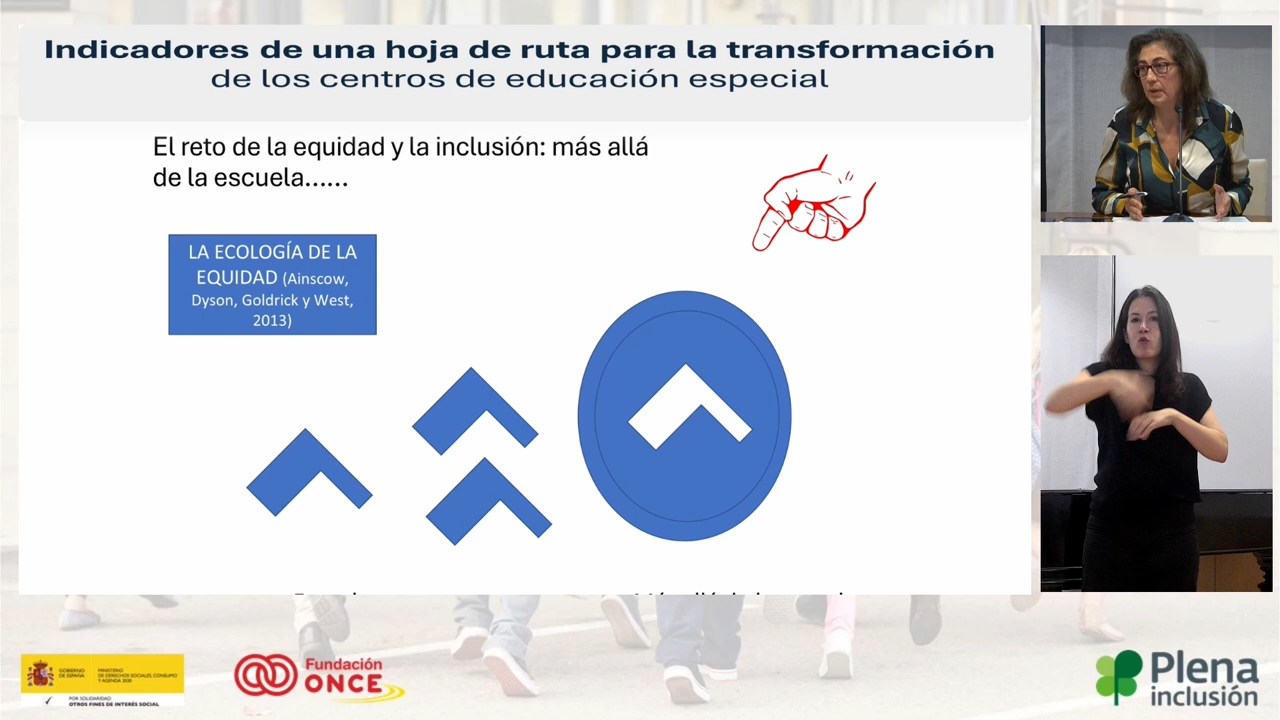 Indicadores de una hoja de ruta para la transformación
de los centros de educación especial
El reto de la equidad y la inclusión: más allá
de la escuela......
LA ECOLOGÍA DE LA
EQUIDAD (Ainscow,
Dyson, Goldrick y West,
2013)
GOBIERNO
DE ESPAÑA
MINISTERIO
DE DERECHOS SOCIALES, CONSUMO
Y AGENDA 2030
POR SOLIDARIDAD
OTROS FINES DE INTERÉS SOCIAL
Fundación
ONCE
Plena
inclusión